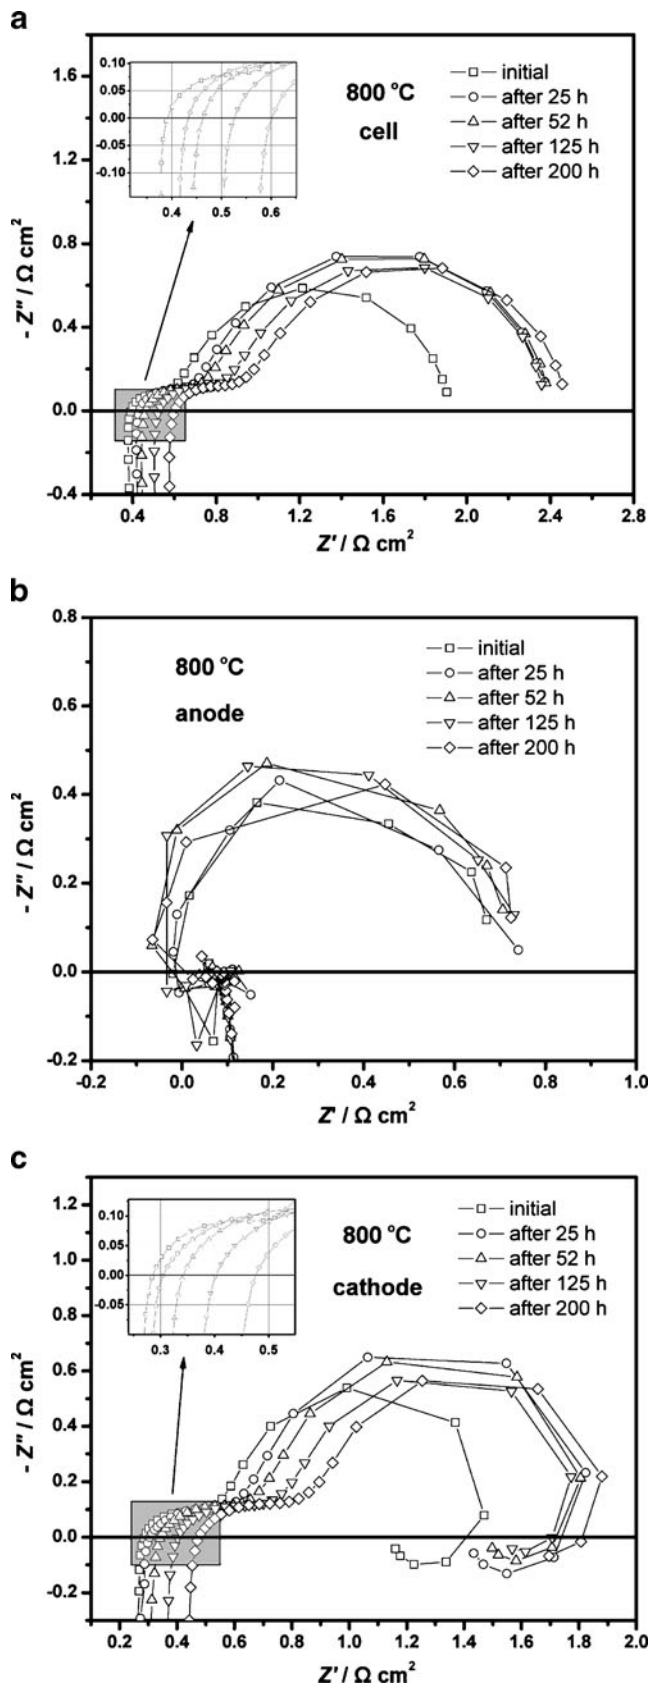 a
1.6
1.2
0.8
0.4
0.0
-0.4
- Z″ / Ω cm²
0.10
0.05
0.00
-0.05
-0.10
0.4 0.5 0.6
800 °C
cell
initial
after 25 h
after 52 h
after 125 h
after 200 h
0.4 0.8 1.2 1.6 2.0 2.4 2.8
Z′ / Ω cm²
b
0.8
0.6
0.4
0.2
0.0
-0.2
- Z″ / Ω cm²
800 °C
anode
initial
after 25 h
after 52 h
after 125 h
after 200 h
-0.2 0.0 0.2 0.4 0.6 0.8 1.0
Z′ / Ω cm²
c
1.2
1.0
0.8
0.6
0.4
0.2
0.0
-0.2
- Z″ / Ω cm²
0.10
0.05
0.00
-0.05
0.3 0.4 0.5
800 °C
cathode
initial
after 25 h
after 52 h
after 125 h
after 200 h
0.2 0.4 0.6 0.8 1.0 1.2 1.4 1.6 1.8 2.0
Z′ / Ω cm²